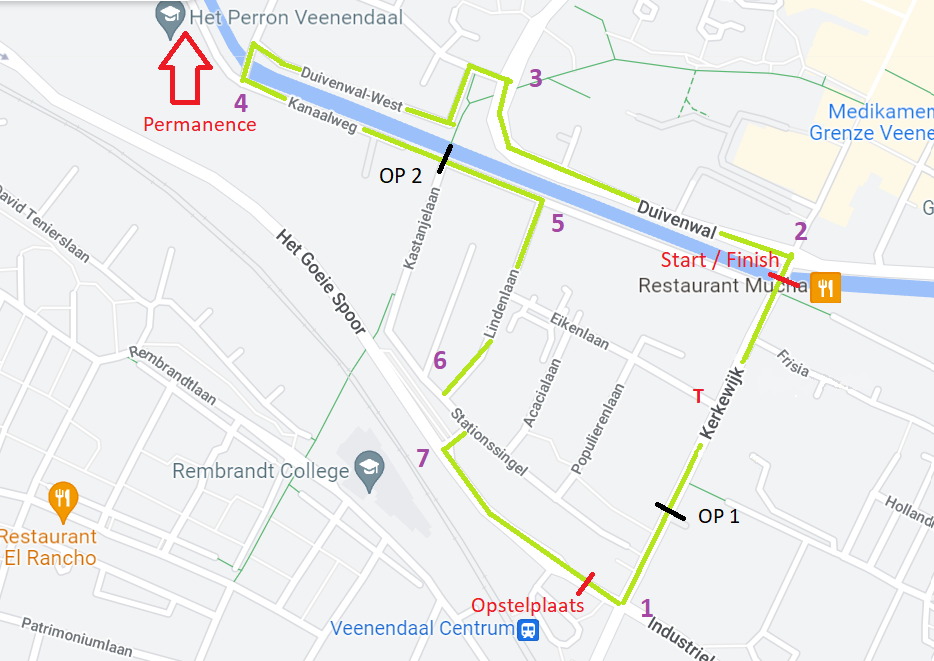 Het Perron Veenendaal
3
Duivenwal-West
4
Kanaalweg
Permanence
Medikamen
Grenze Veene
OP 2
David Tenierslaan
Kastanjelaan
5
Duivenwal
2
G
Start / Finish
Restaurant Mucha
Het Goeie Spoor
Lindenlaan
Eikenlaan
6
Rembrandtlaan
Frisia
Acacialaan
Populierenlaan
T
Kerkewijk
Stationssingel
7
Rembrandt College
OP 1
Holland
Restaurant
El Rancho
Opstelplaats
1
Veenendaal Centrum
Industriel
Patrimoniumlaan